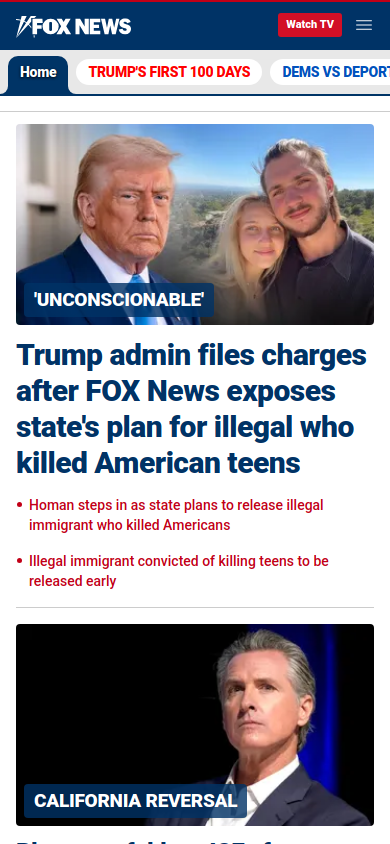 FOX NEWS
Watch TV
Home
TRUMP'S FIRST 100 DAYS
DEMS VS DEPORT
'UNCONSCIONABLE'
Trump admin files charges
after FOX News exposes
state's plan for illegal who
killed American teens
Homan steps in as state plans to release illegal
immigrant who killed Americans
Illegal immigrant convicted of killing teens to be
released early
CALIFORNIA REVERSAL